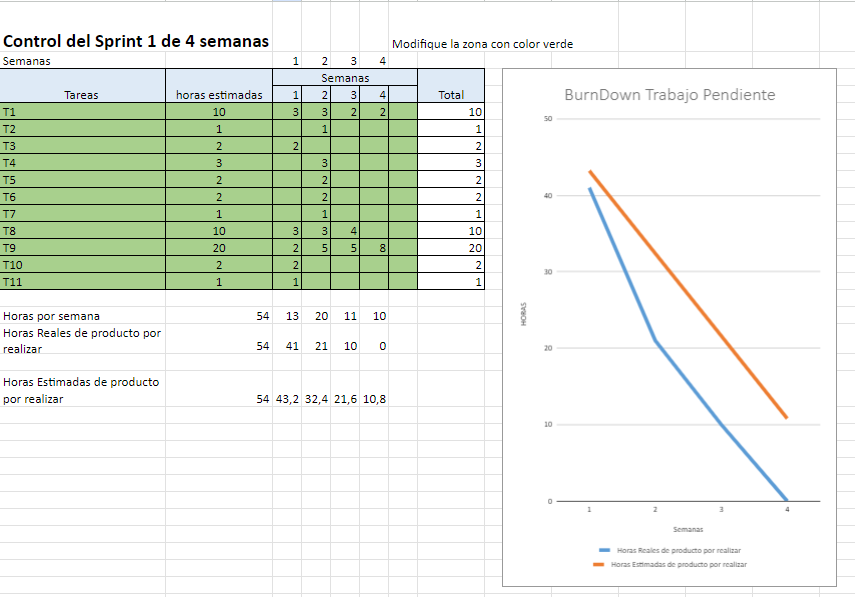 Control del Sprint 1 de 4 semanas
Modifique la zona con color verde
Semanas 1 2 3 4
Semanas
Tareas horas estimadas 1 2 3 4 Total
T1 10 3 3 2 2 10
T2 1 1 1
T3 2 2 2
T4 3 3 3
T5 2 2 2
T6 2 2 2
T7 1 1 1
T8 10 3 3 4 10
T9 20 2 5 5 8 20
T10 2 2 2
T11 1 1 1
Horas por semana 54 13 20 11 10
Horas Reales de producto por
realizar 54 41 21 10 0
Horas Estimadas de producto
por realizar 54 43,2 32,4 21,6 10,8
BurnDown Trabajo Pendiente
50
40
30
20
10
0
HORAS
1 2 3 4
Semanas
Horas Reales de producto por realizar
Horas Estimadas de producto por realizar